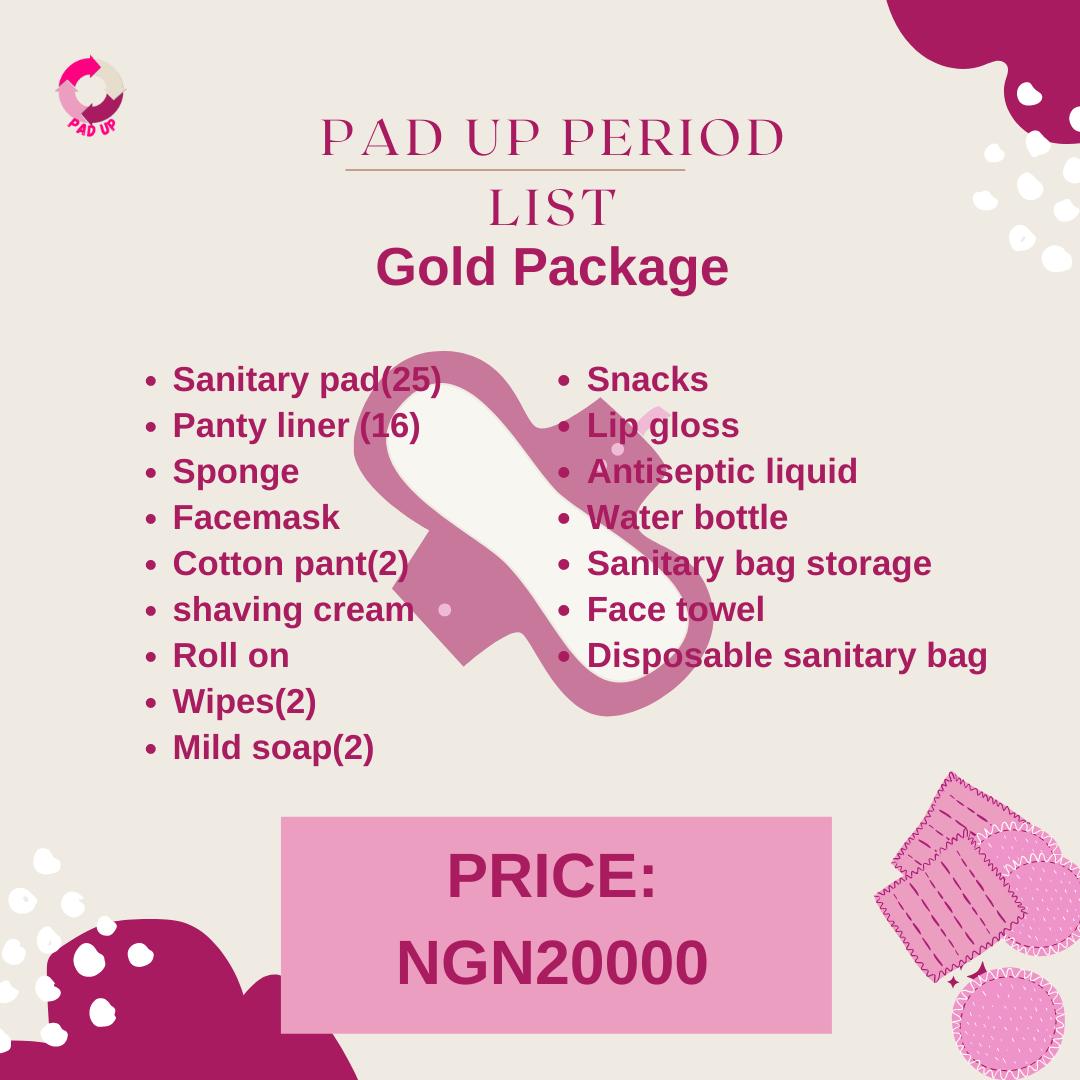 PAD UP
PAD UP PERIOD
LIST
Gold Package
• Sanitary pad(25)
• Panty liner (16)
• Sponge
• Facemask
• Cotton pant(2)
• shaving cream
• Roll on
• Wipes(2)
• Mild soap(2)
• Snacks
• Lip gloss
• Antiseptic liquid
• Water bottle
• Sanitary bag storage
• Face towel
• Disposable sanitary bag
PRICE:
NGN20000